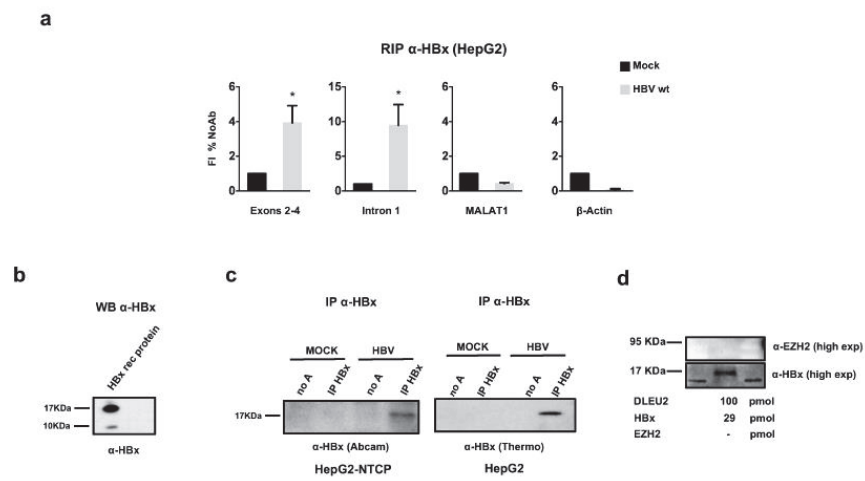 a
RIP α-HBx (HepG2)
Mock
HBV wt
FI % NoAb
6
4
2
0
Exons 2-4
15
10
5
0
Intron 1
6
4
2
0
MALAT1
6
4
2
0
β-Actin
*
*
b
WB α-HBx
HBx rec protein
17KDa
10KDa
α-HBx
c
IP α-HBx
MOCK
HBV
no A
IP HBx
no A
IP HBx
17KDa
α-HBx (Abcam)
HepG2-NTCP
IP α-HBx
MOCK
HBV
no A
IP HBx
no A
IP HBx
α-HBx (Thermo)
HepG2
d
95 KDa
α-EZH2 (high exp)
17 KDa
α-HBx (high exp)
DLEU2 100 pmol
HBx 29 pmol
EZH2 - pmol